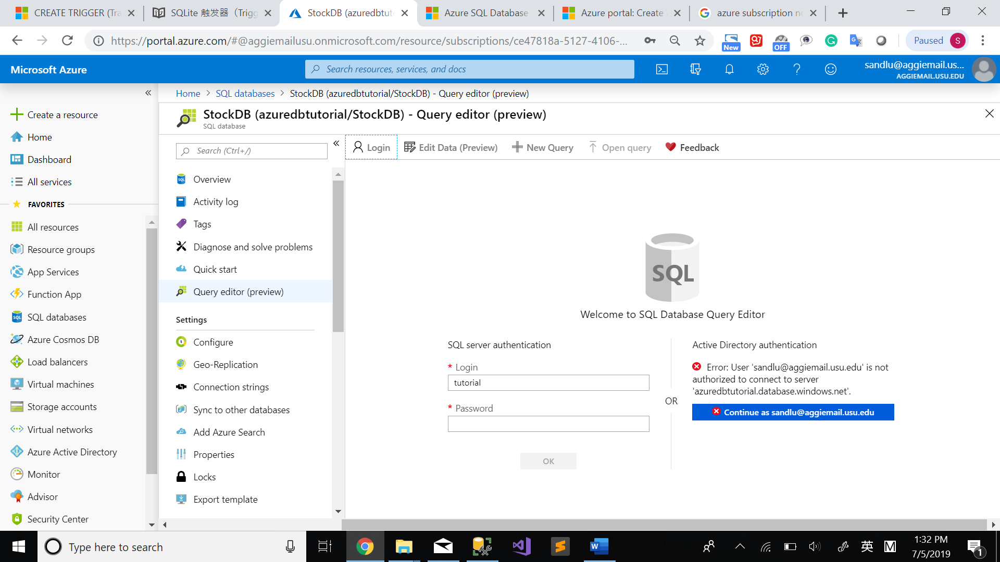 CREATE TRIGGER (Tra
SQLite 触发器（Trigg
StockDB (azuredbtut
Azure SQL Database
Azure portal: Create
azure subscription no
https://portal.azure.com/#@aggiemailusu.onmicrosoft.com/resource/subscriptions/ce47818a-5127-4106-...
New
OFF
Paused
S
Microsoft Azure
Search resources, services, and docs
sandlu@aggiemail.us...
AGGIEMAIL.USU.EDU
Create a resource
Home
Dashboard
All services
FAVORITES
All resources
Resource groups
App Services
Function App
SQL databases
Azure Cosmos DB
Load balancers
Virtual machines
Storage accounts
Virtual networks
Azure Active Directory
Monitor
Advisor
Security Center
Home > SQL databases > StockDB (azuredbtutorial/StockDB) - Query editor (preview)
StockDB (azuredbtutorial/StockDB) - Query editor (preview)
SQL database
Search (Ctrl+/)
Overview
Activity log
Tags
Diagnose and solve problems
Quick start
Query editor (preview)
Settings
Configure
Geo-Replication
Connection strings
Sync to other databases
Add Azure Search
Properties
Locks
Export template
Login
Edit Data (Preview)
New Query
Open query
Feedback
SQL
Welcome to SQL Database Query Editor
SQL server authentication
* Login
tutorial
* Password
OK
OR
Active Directory authentication
Error: User 'sandlu@aggiemail.usu.edu' is not
authorized to connect to server
'azuredbtutorial.database.windows.net'.
Continue as sandlu@aggiemail.usu.edu
Type here to search
英
M
1:32 PM
7/5/2019
1